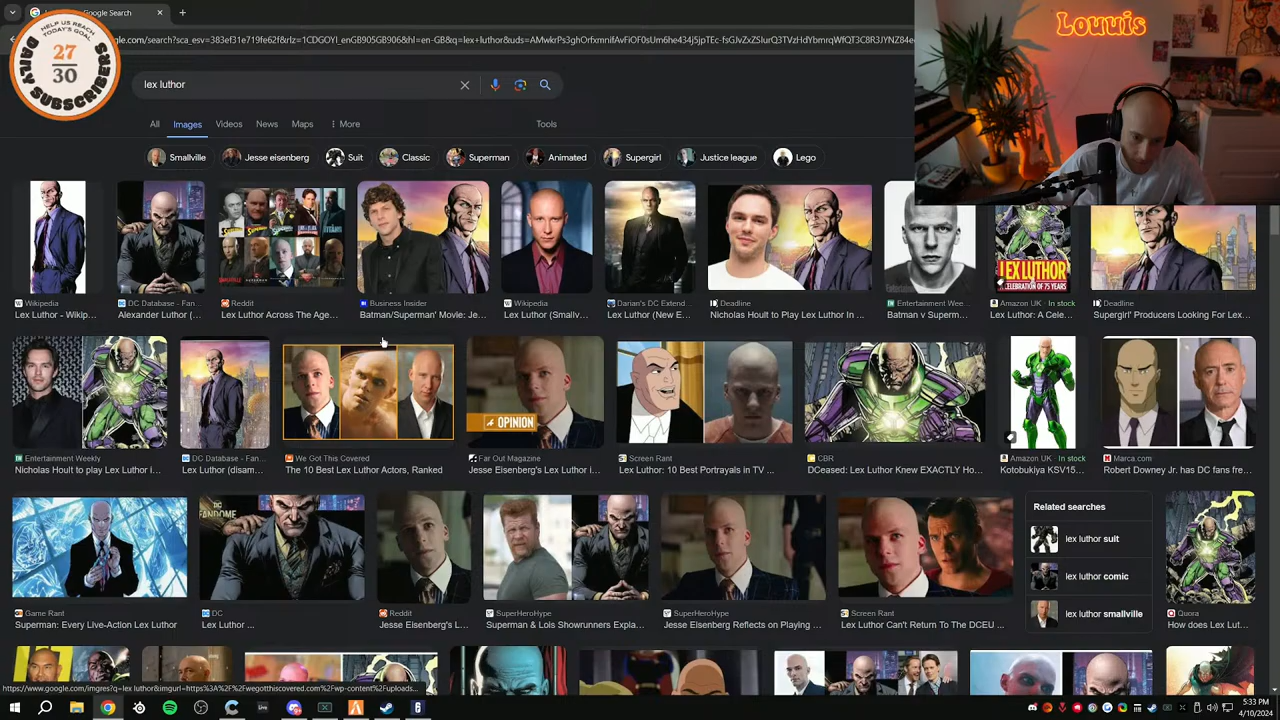 Google Search
HELP US REACH
TODAY'S GOAL
27
30
DAILY SUBSCRIBERS
Louuis
lex luthor
All
Images
Videos
News
Maps
More
Tools
Smallville
Jesse eisenberg
Suit
Classic
Superman
Animated
Supergirl
Justice league
Lego
LEX LUTHOR
CELEBRATION OF 75 YEARS
Wikipedia
Lex Luthor - Wikip...
DC Database - Fan...
Alexander Luthor (...
Reddit
Lex Luthor Across The Age...
Business Insider
Batman/Superman' Movie: Je...
Wikipedia
Lex Luthor (Smallv...
Darian's DC Extend...
Lex Luthor (New E...
Deadline
Nicholas Hoult to Play Lex Luthor In ...
Entertainment Wee...
Batman v Superm...
Amazon UK · In stock
Lex Luthor: A Cele...
Deadline
Supergirl' Producers Looking For Lex...
OPINION
Entertainment Weekly
Nicholas Hoult to play Lex Luthor i...
DC Database - Fan...
Lex Luthor (disam...
We Got This Covered
The 10 Best Lex Luthor Actors, Ranked
Far Out Magazine
Jesse Eisenberg's Lex Luthor i...
Screen Rant
Lex Luthor: 10 Best Portrayals in TV ...
CBR
DCeased: Lex Luthor Knew EXACTLY Ho...
Amazon UK · In stock
Kotobukiya KSV15...
Marca.com
Robert Downey Jr. has DC fans fre...
FANDOME
Related searches
lex luthor suit
lex luthor comic
lex luthor smallville
Game Rant
Superman: Every Live-Action Lex Luthor
DC
Lex Luthor ...
Reddit
Jesse Eisenberg's L...
SuperHeroHype
Superman & Lois Showrunners Expla...
SuperHeroHype
Jesse Eisenberg Reflects on Playing ...
Screen Rant
Lex Luthor Can't Return To The DCEU ...
Quora
How does Lex Lut...
5:33 PM
4/10/2024